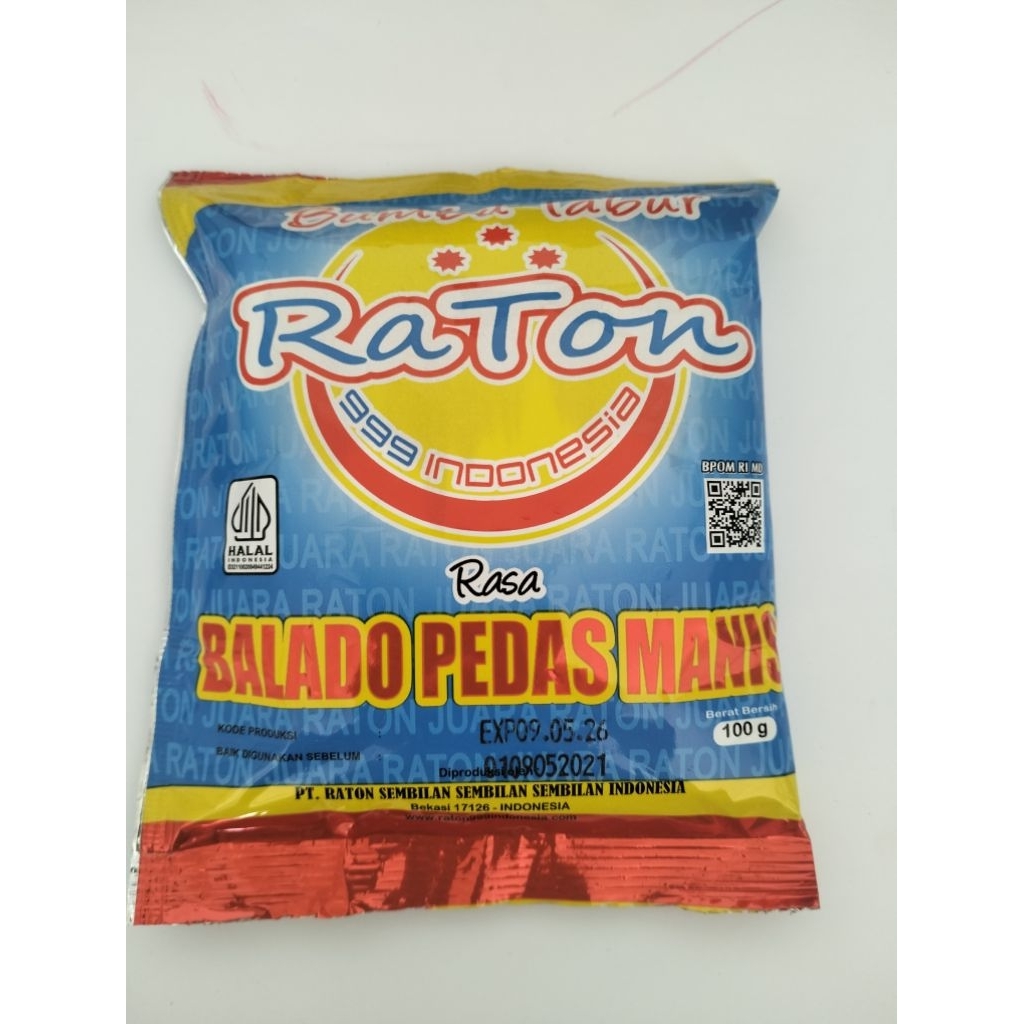 Bumbu Tabur
RaTon
999 INDONESIA
BPOM RI MD
HALAL
INDONESIA
Rasa
BALADO PEDAS MANIS
Berat Bersih
100 g
KODE PRODUKSI :
EXP09.05.26
BAIK DIGUNAKAN SEBELUM :
0108052021
Diproduksi oleh
PT. RATON SEMBILAN SEMBILAN SEMBILAN INDONESIA
Bekasi 17126 - INDONESIA